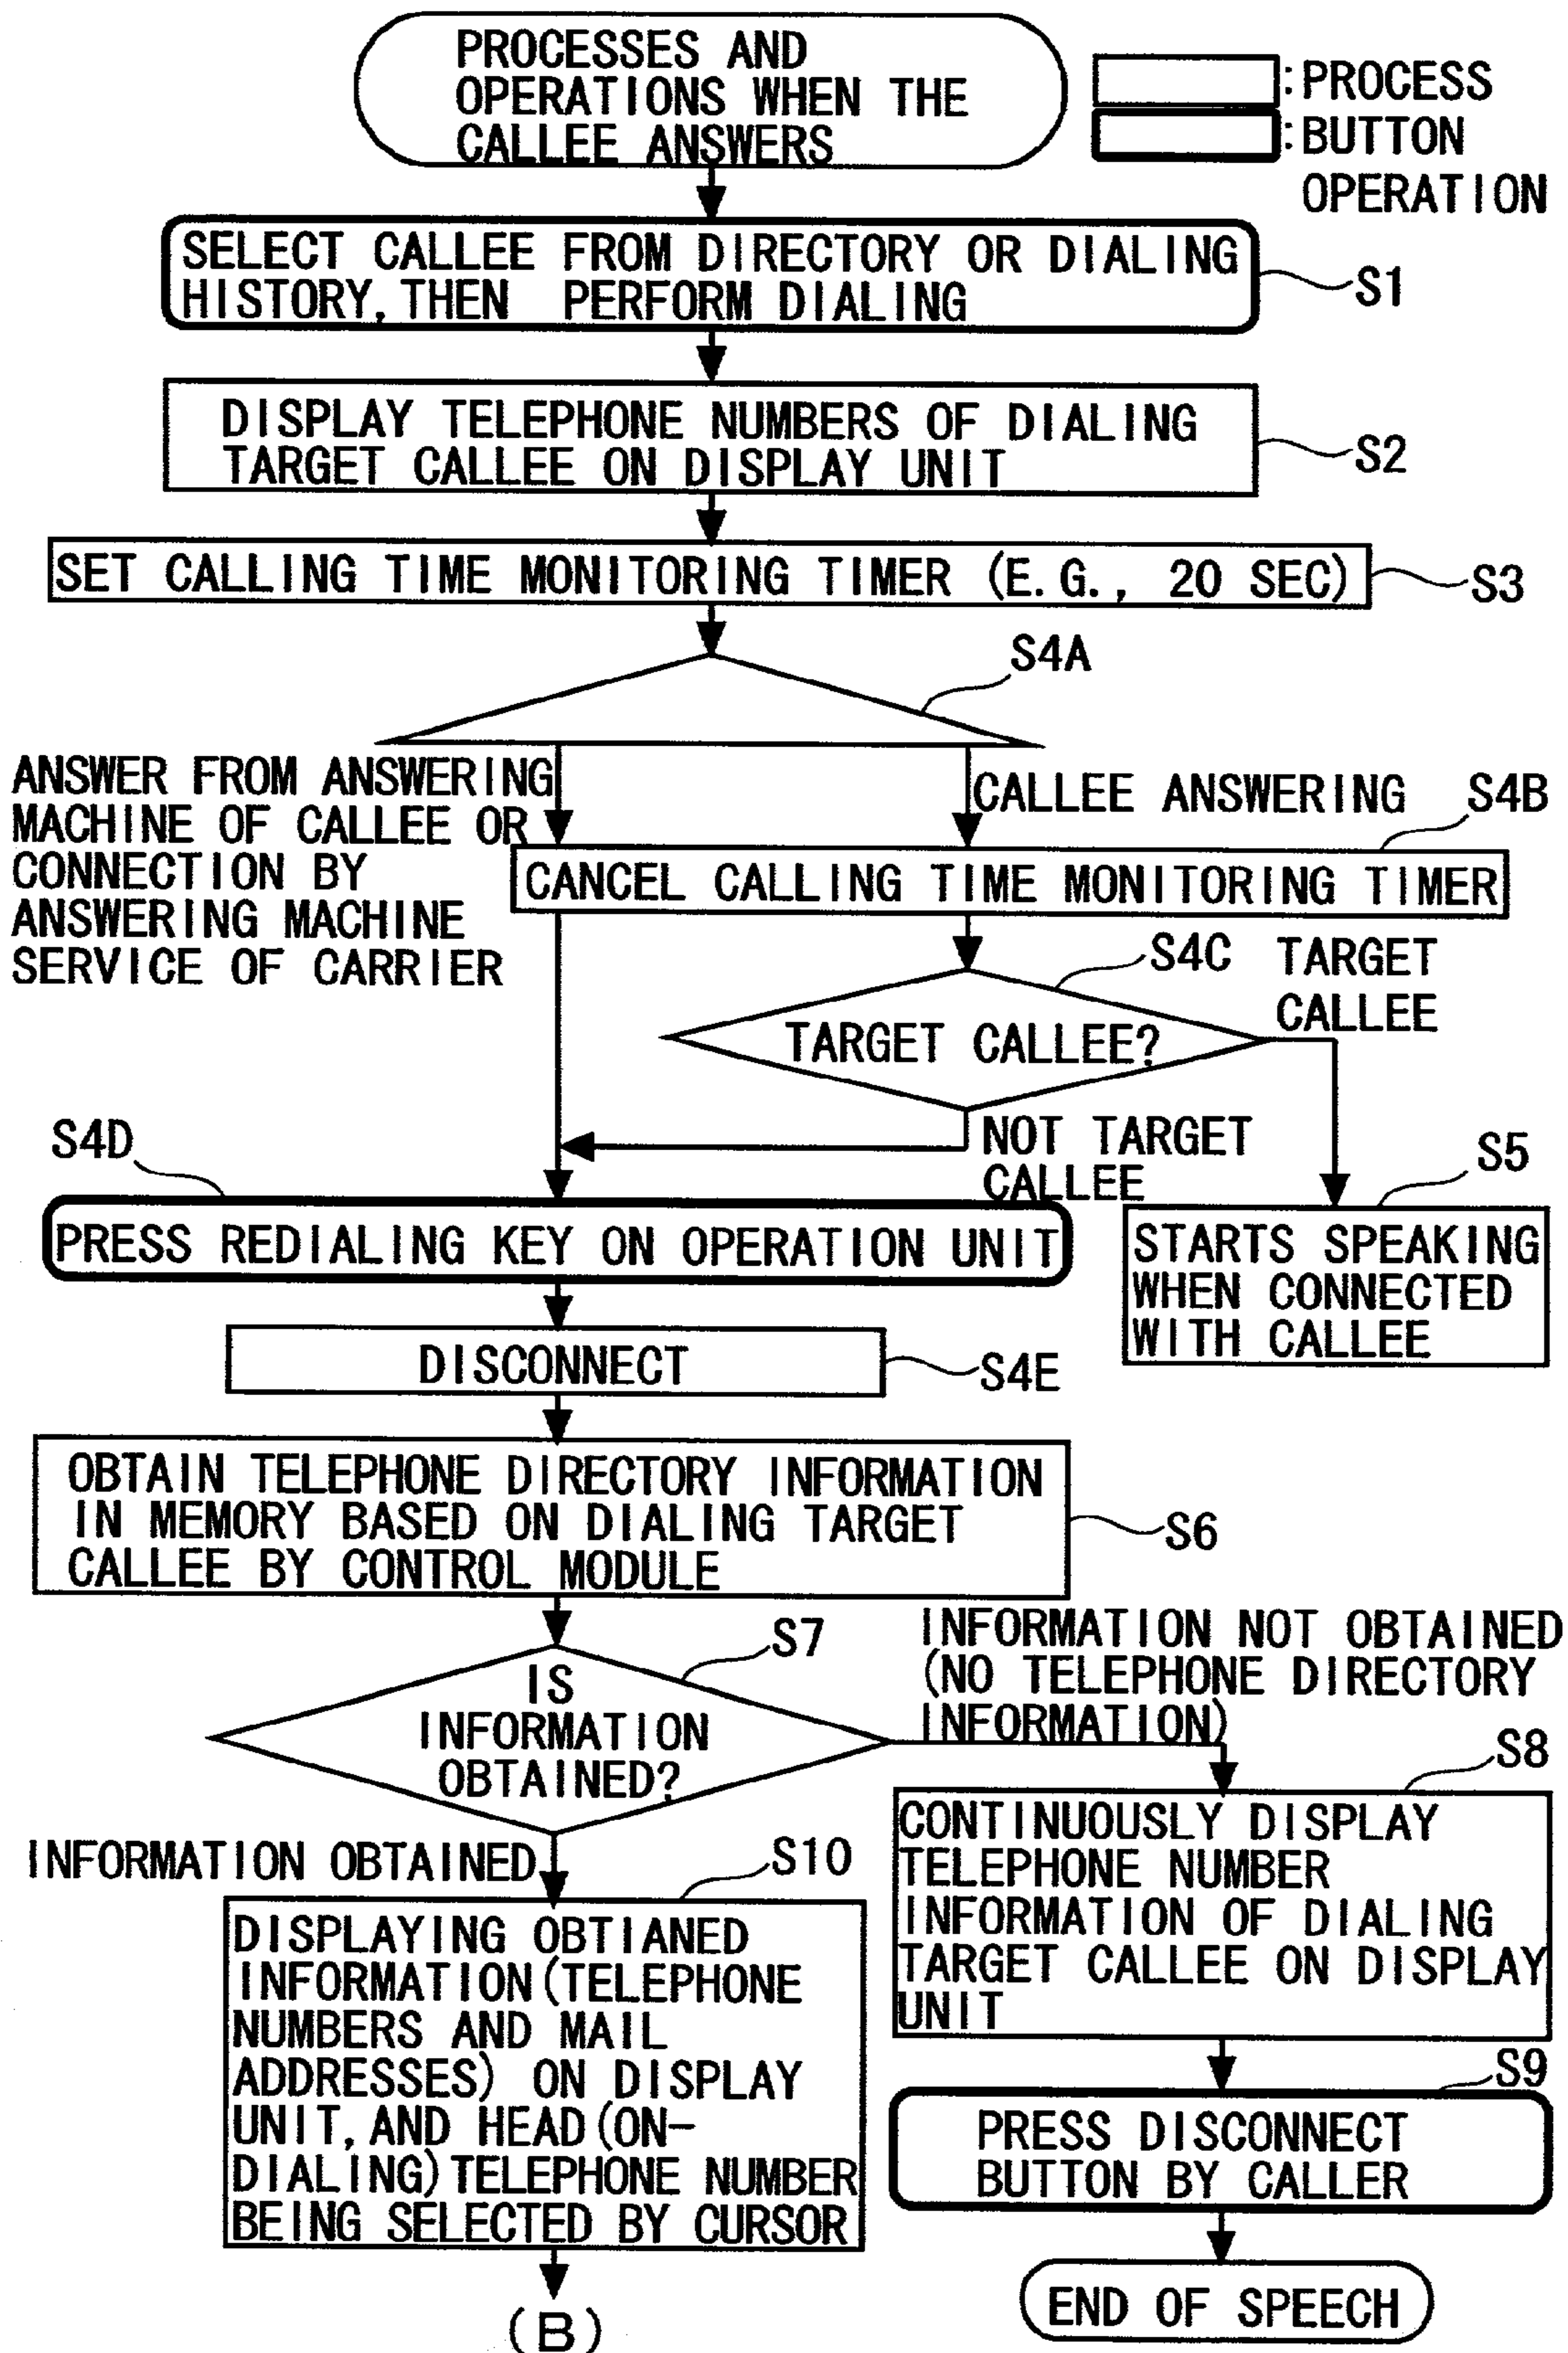 PROCESSES AND
OPERATIONS WHEN THE
CALLEE ANSWERS
:PROCESS
:BUTTON
OPERATION
SELECT CALLEE FROM DIRECTORY OR DIALING
HISTORY, THEN PERFORM DIALING
S1
DISPLAY TELEPHONE NUMBERS OF DIALING
TARGET CALLEE ON DISPLAY UNIT
S2
SET CALLING TIME MONITORING TIMER (E.G., 20 SEC)
S3
S4A
ANSWER FROM ANSWERING
MACHINE OF CALLEE OR
CONNECTION BY
ANSWERING MACHINE
SERVICE OF CARRIER
CALLEE ANSWERING
S4B
CANCEL CALLING TIME MONITORING TIMER
S4C
TARGET
CALLEE
TARGET CALLEE?
NOT TARGET
CALLEE
S4D
PRESS REDIALING KEY ON OPERATION UNIT
S5
STARTS SPEAKING
WHEN CONNECTED
WITH CALLEE
DISCONNECT
S4E
OBTAIN TELEPHONE DIRECTORY INFORMATION
IN MEMORY BASED ON DIALING TARGET
CALLEE BY CONTROL MODULE
S6
S7
IS
INFORMATION
OBTAINED?
INFORMATION NOT OBTAINED
(NO TELEPHONE DIRECTORY
INFORMATION)
S8
CONTINUOUSLY DISPLAY
TELEPHONE NUMBER
INFORMATION OF DIALING
TARGET CALLEE ON DISPLAY
UNIT
INFORMATION OBTAINED
S10
DISPLAYING OBTIANED
INFORMATION(TELEPHONE
NUMBERS AND MAIL
ADDRESSES) ON DISPLAY
UNIT, AND HEAD(ON-
DIALING)TELEPHONE NUMBER
BEING SELECTED BY CURSOR
S9
PRESS DISCONNECT
BUTTON BY CALLER
END OF SPEECH
(B)